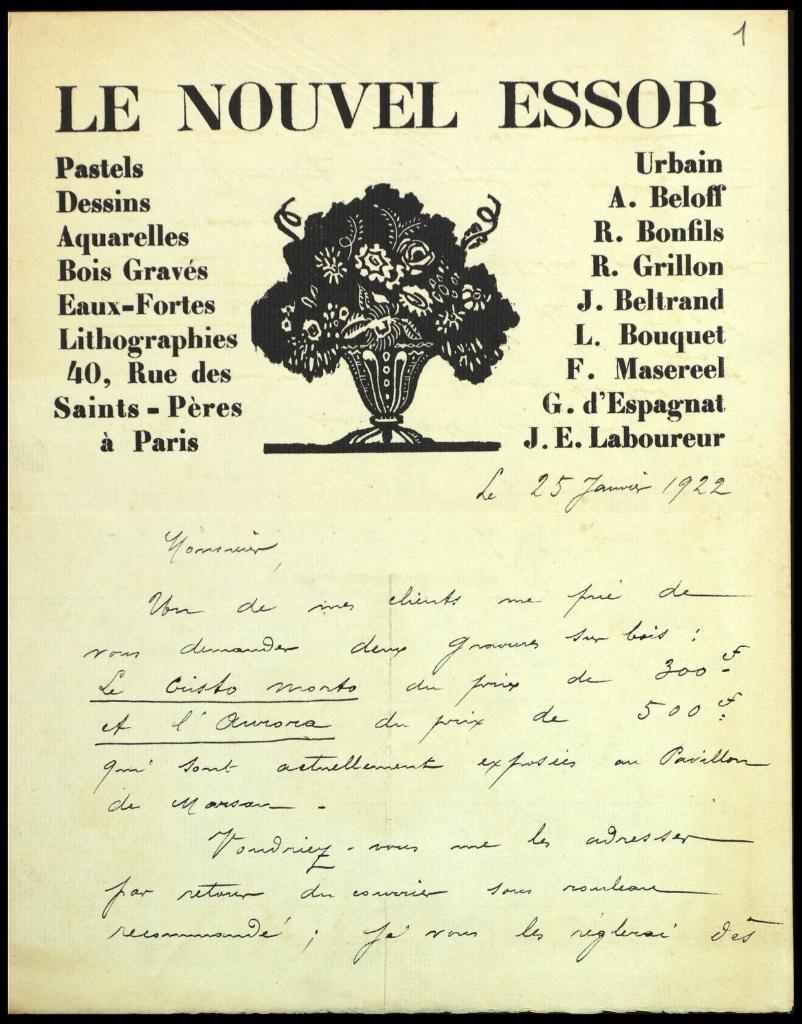 1
LE NOUVEL ESSOR
Pastels
Dessins
Aquarelles
Bois Gravés
Eaux-Fortes
Lithographies
40, Rue des
Saints-Pères
à Paris
Urbain
A. Beloff
R. Bonfils
R. Grillon
J. Beltrand
L. Bouquet
F. Masereel
G. d'Espagnat
J. E. Laboureur
Le 25 Janvier 1922
Monsieur,
Un de mes clients me prie de
vous demander deux gravures sur bois :
Le Cristo morto du prix de 300 f
et l'Aurora du prix de 500 f
qui sont actuellement exposées au Pavillon
de Marsan -
Voudriez-vous me les adresser
par retour du courrier sous rouleau
recommandé ; je vous les réglerai dès